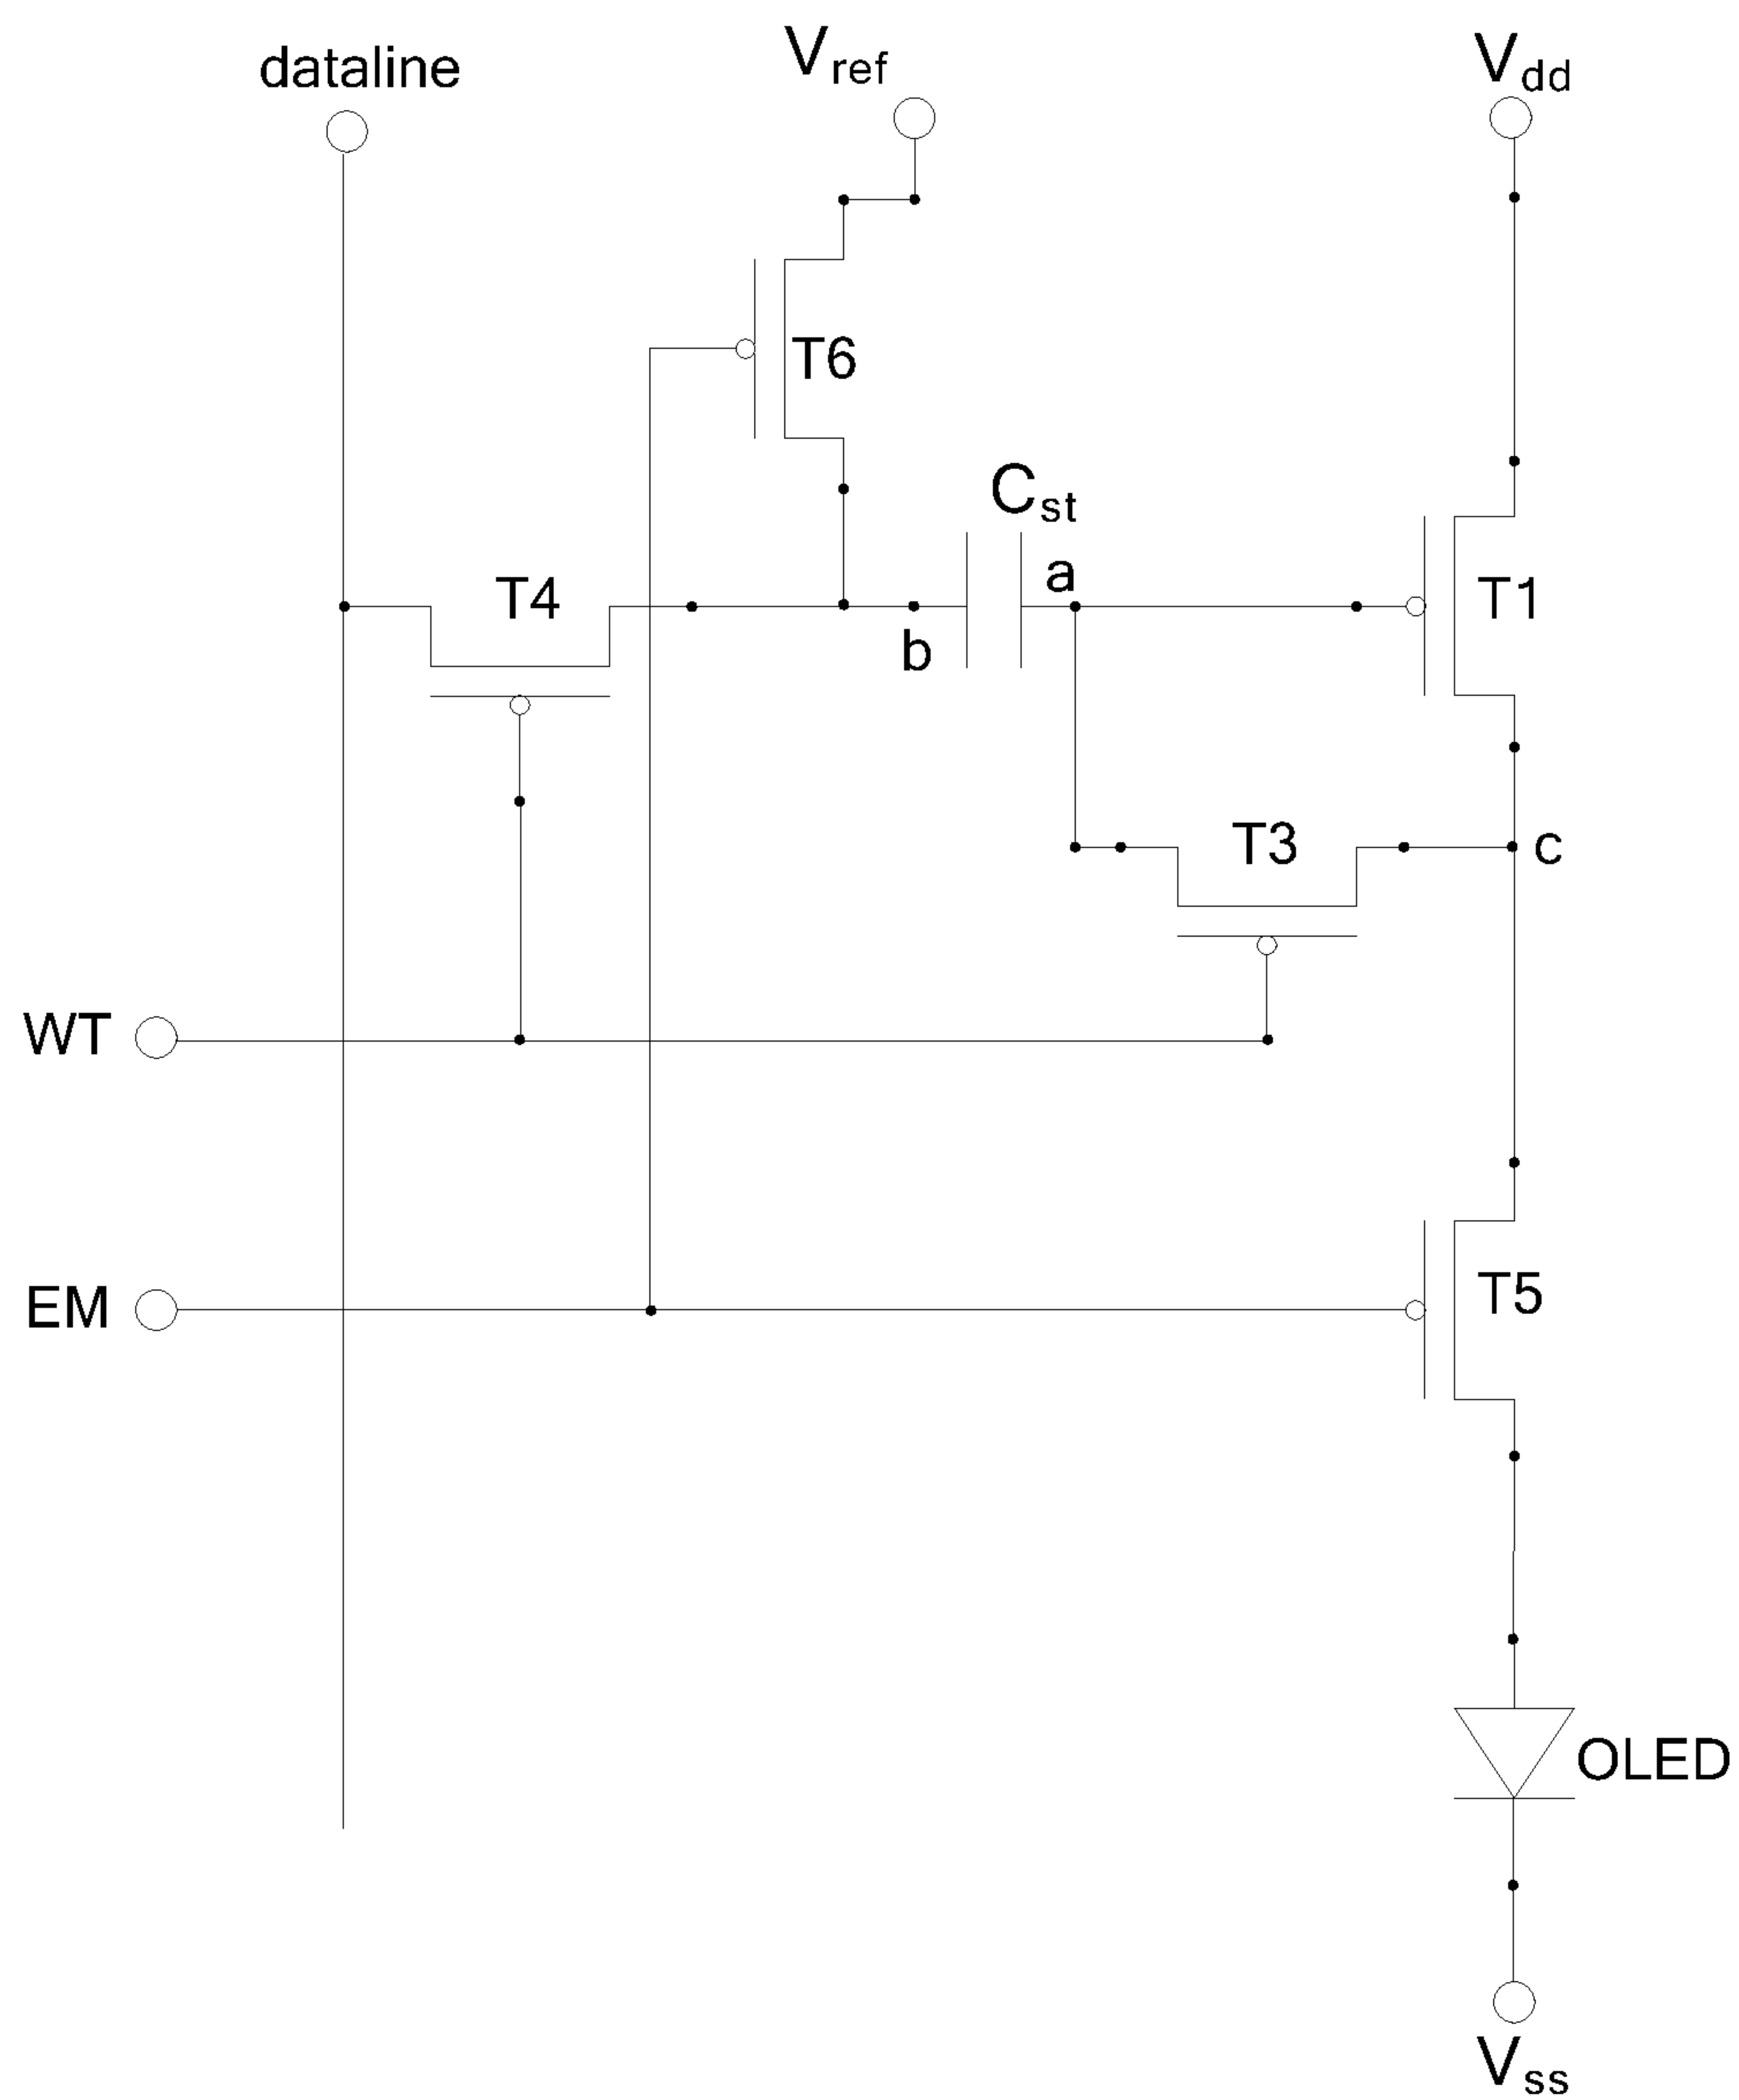 dataline
Vref
Vdd
T6
Cst
a
T4
T1
b
T3
c
WT
EM
T5
OLED
Vss